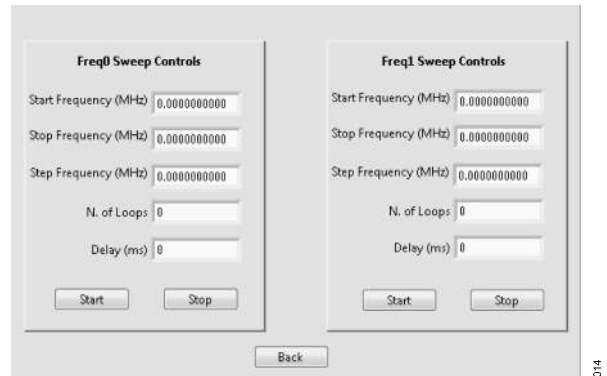 Freq0 Sweep Controls
Start Frequency (MHz) 0.0000000000
Stop Frequency (MHz) 0.0000000000
Step Frequency (MHz) 0.0000000000
N. of Loops 0
Delay (ms) 0
Start Stop
Freq1 Sweep Controls
Start Frequency (MHz) 0.0000000000
Stop Frequency (MHz) 0.0000000000
Step Frequency (MHz) 0.0000000000
N. of Loops 0
Delay (ms) 0
Start Stop
Back
014